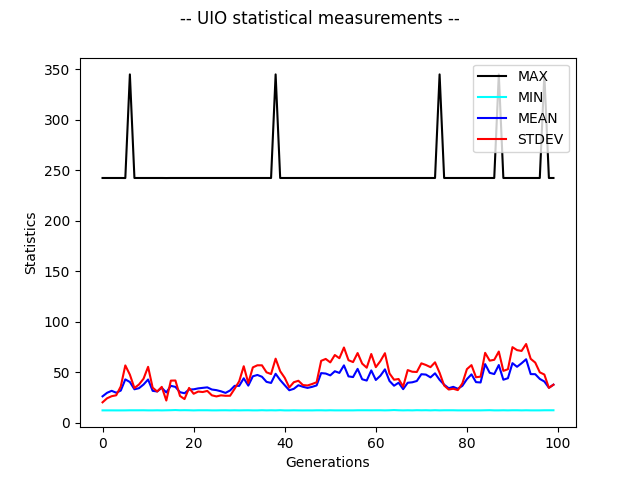 -- UIO statistical measurements --
350
300
250
200
150
100
50
0
Statistics
MAX
MIN
MEAN
STDEV
0 20 40 60 80 100
Generations